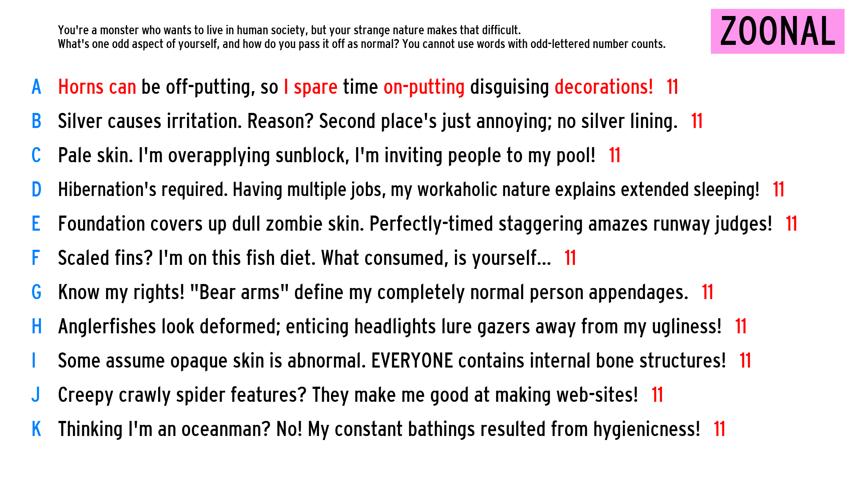 You're a monster who wants to live in human society, but your strange nature makes that difficult.
What's one odd aspect of yourself, and how do you pass it off as normal? You cannot use words with odd-lettered number counts.
ZOONAL
A Horns can be off-putting, so I spare time on-putting disguising decorations! 11
B Silver causes irritation. Reason? Second place's just annoying; no silver lining. 11
C Pale skin. I'm overapplying sunblock, I'm inviting people to my pool! 11
D Hibernation's required. Having multiple jobs, my workaholic nature explains extended sleeping! 11
E Foundation covers up dull zombie skin. Perfectly-timed staggering amazes runway judges! 11
F Scaled fins? I'm on this fish diet. What consumed, is yourself... 11
G Know my rights! "Bear arms" define my completely normal person appendages. 11
H Anglerfishes look deformed; enticing headlights lure gazers away from my ugliness! 11
I Some assume opaque skin is abnormal. EVERYONE contains internal bone structures! 11
J Creepy crawly spider features? They make me good at making web-sites! 11
K Thinking I'm an oceanman? No! My constant bathings resulted from hygienicness! 11